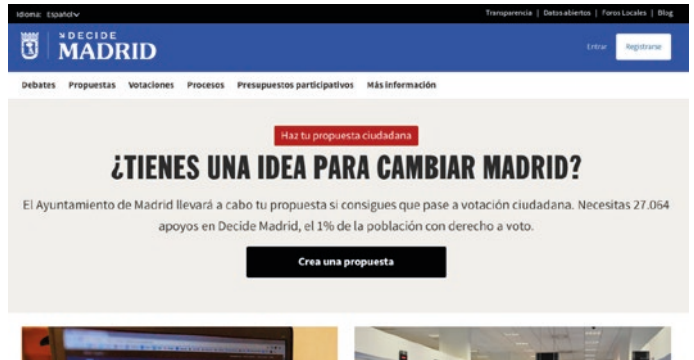 Idioma: Español
Transparencia | Datos abiertos | Foros Locales | Blog
DECIDE
MADRID
Entrar Registrarse
Debates Propuestas Votaciones Procesos Presupuestos participativos Más información
Haz tu propuesta ciudadana
¿TIENES UNA IDEA PARA CAMBIAR MADRID?
El Ayuntamiento de Madrid llevará a cabo tu propuesta si consigues que pase a votación ciudadana. Necesitas 27.064
apoyos en Decide Madrid, el 1% de la población con derecho a voto.
Crea una propuesta